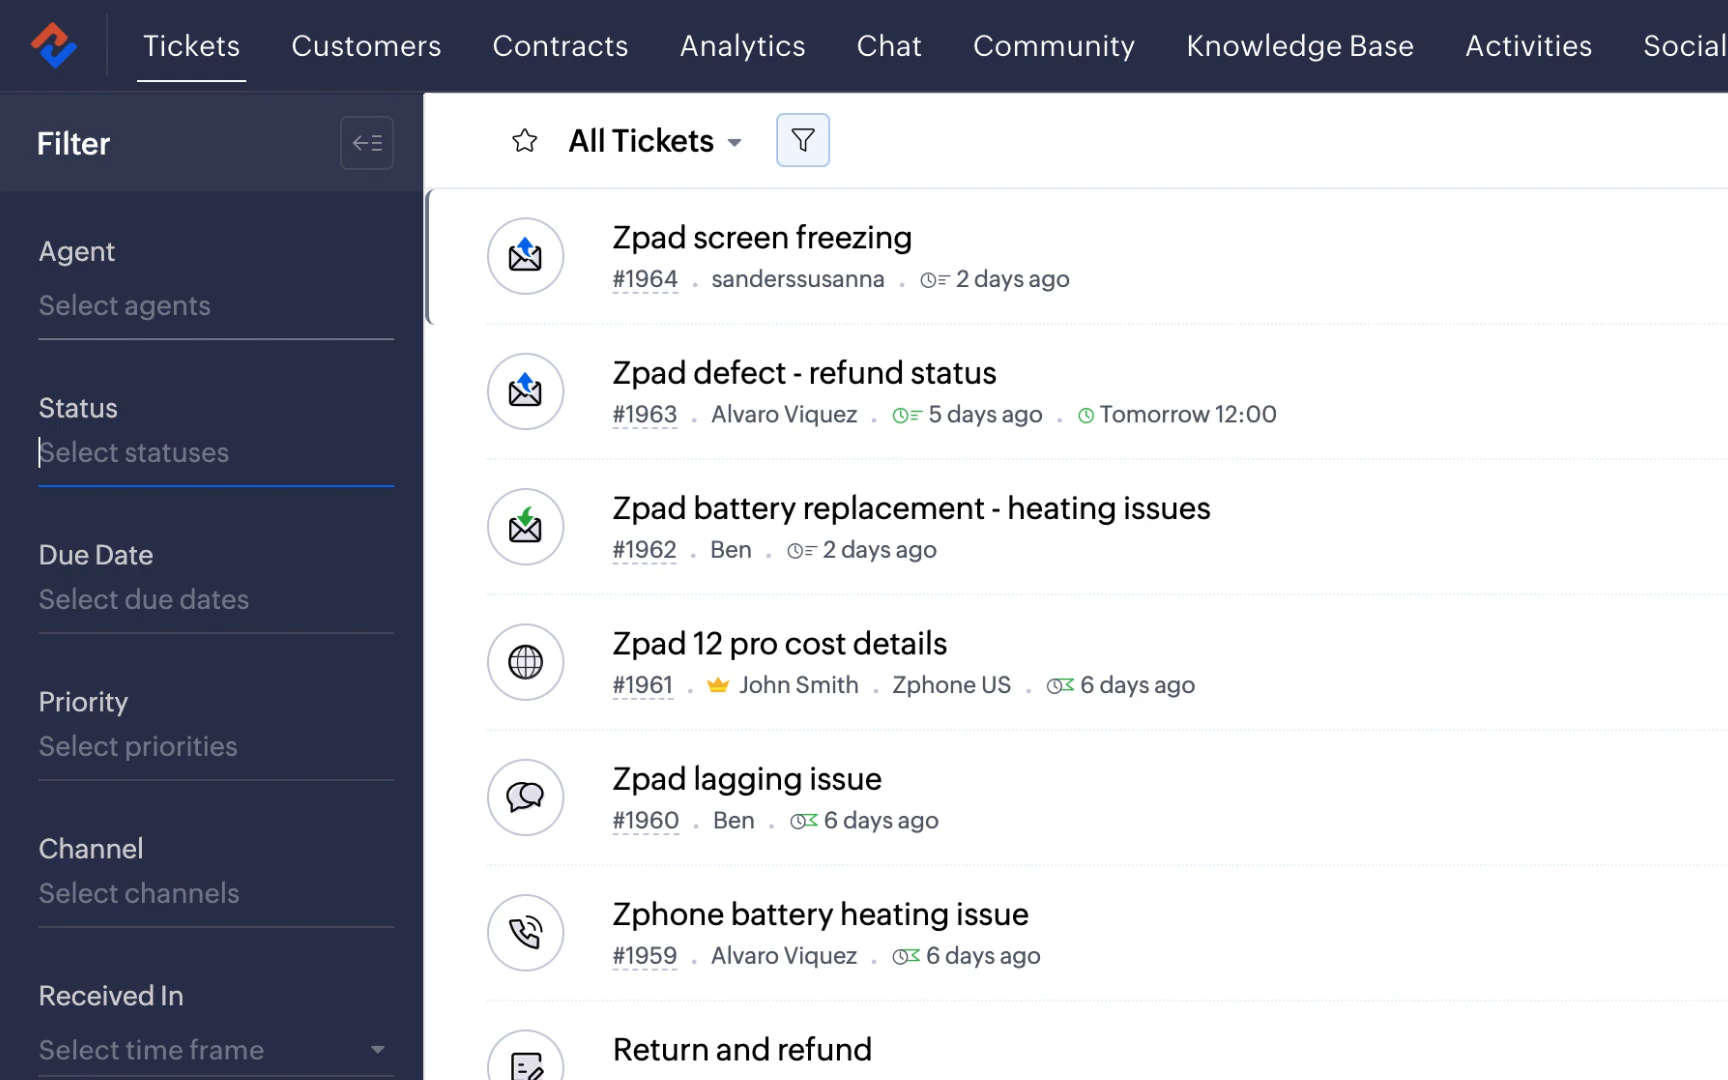 Tickets Customers Contracts Analytics Chat Community Knowledge Base Activities Social
Filter
Agent
Select agents
Status
Select statuses
Due Date
Select due dates
Priority
Select priorities
Channel
Select channels
Received In
Select time frame
All Tickets
Zpad screen freezing
#1964 . sanderssusanna . 2 days ago
Zpad defect - refund status
#1963 . Alvaro Viquez . 5 days ago . Tomorrow 12:00
Zpad battery replacement - heating issues
#1962 . Ben . 2 days ago
Zpad 12 pro cost details
#1961 . John Smith . Zphone US . 6 days ago
Zpad lagging issue
#1960 . Ben . 6 days ago
Zphone battery heating issue
#1959 . Alvaro Viquez . 6 days ago
Return and refund